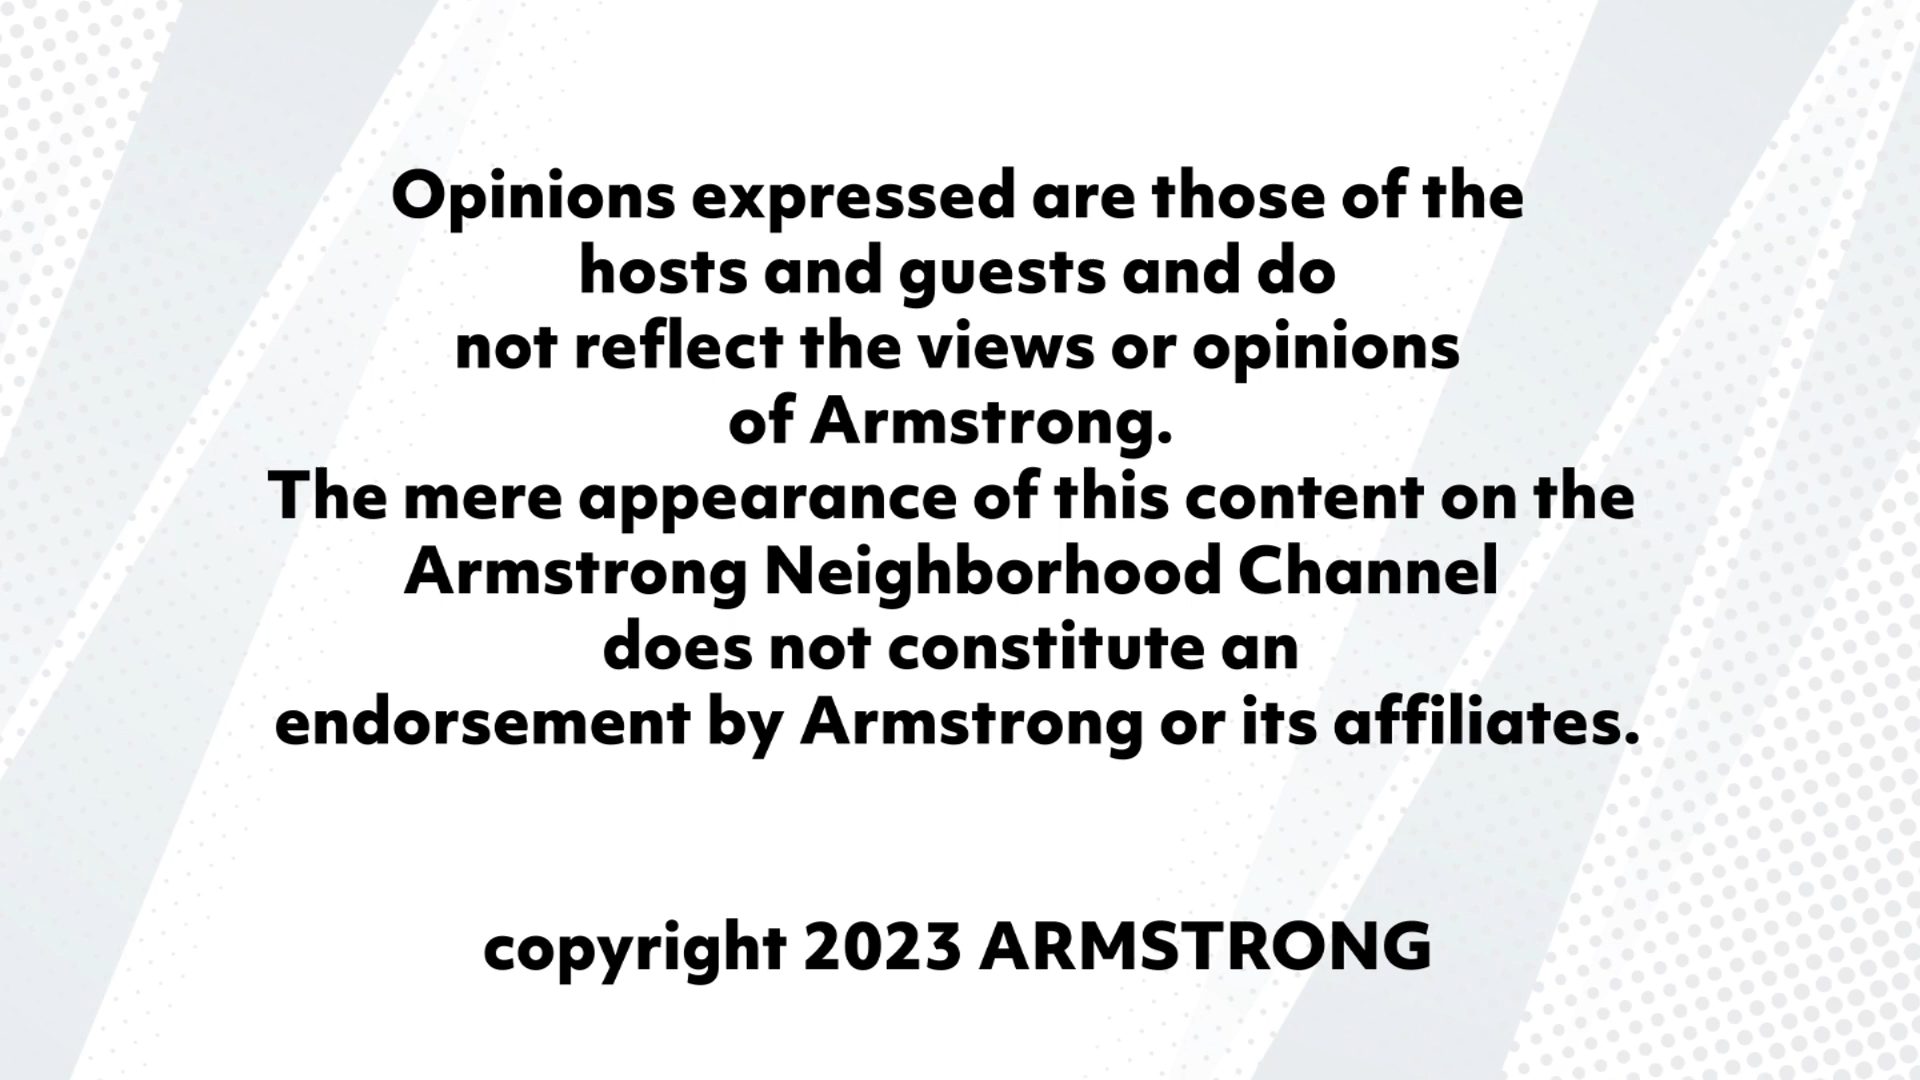 Opinions expressed are those of the
hosts and guests and do
not reflect the views or opinions
of Armstrong.
The mere appearance of this content on the
Armstrong Neighborhood Channel
does not constitute an
endorsement by Armstrong or its affiliates.
copyright 2023 ARMSTRONG